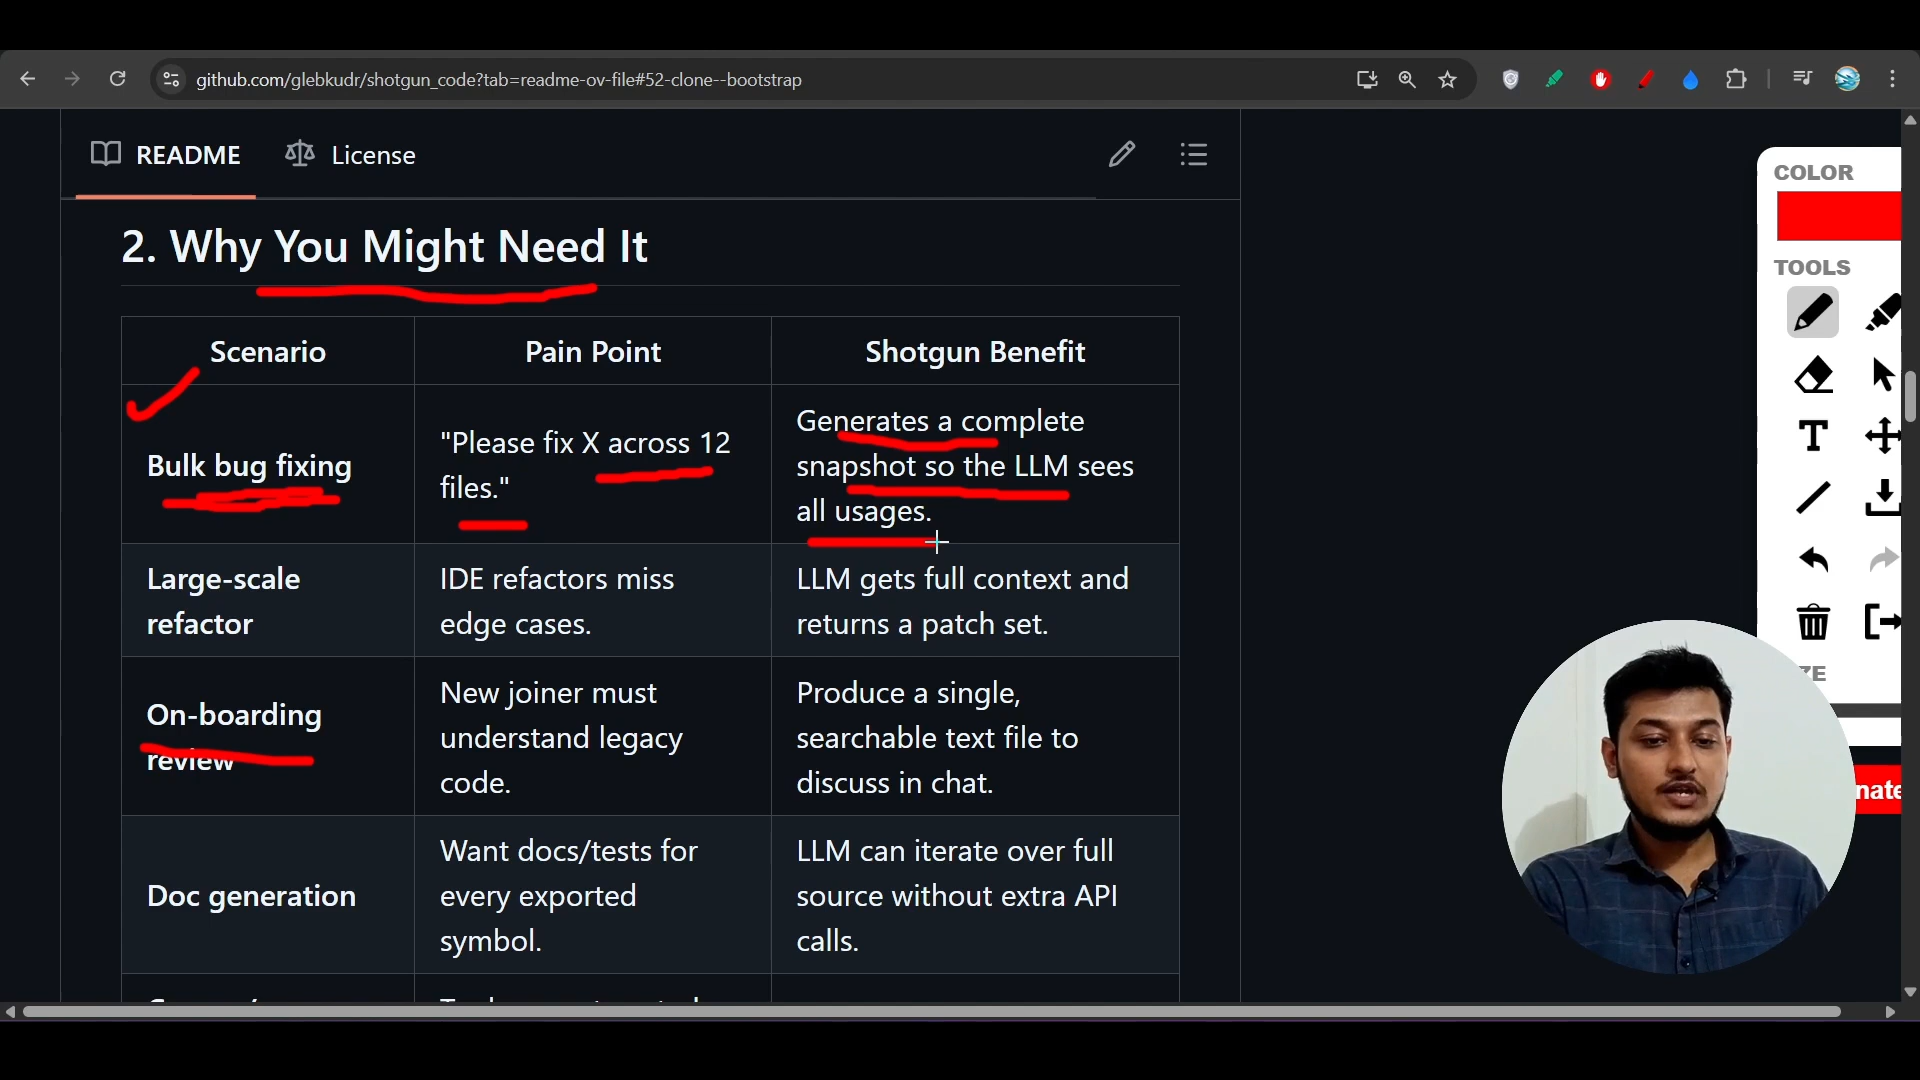 github.com/glebkudr/shotgun_code?tab=readme-ov-file#52-clone--bootstrap
README
License
COLOR
2. Why You Might Need It
TOOLS
Scenario
Pain Point
Shotgun Benefit
Bulk bug fixing
"Please fix X across 12
files."
Generates a complete
snapshot so the LLM sees
all usages.
Large-scale
refactor
IDE refactors miss
edge cases.
LLM gets full context and
returns a patch set.
On-boarding
review
New joiner must
understand legacy
code.
Produce a single,
searchable text file to
discuss in chat.
Doc generation
Want docs/tests for
every exported
symbol.
LLM can iterate over full
source without extra API
calls.